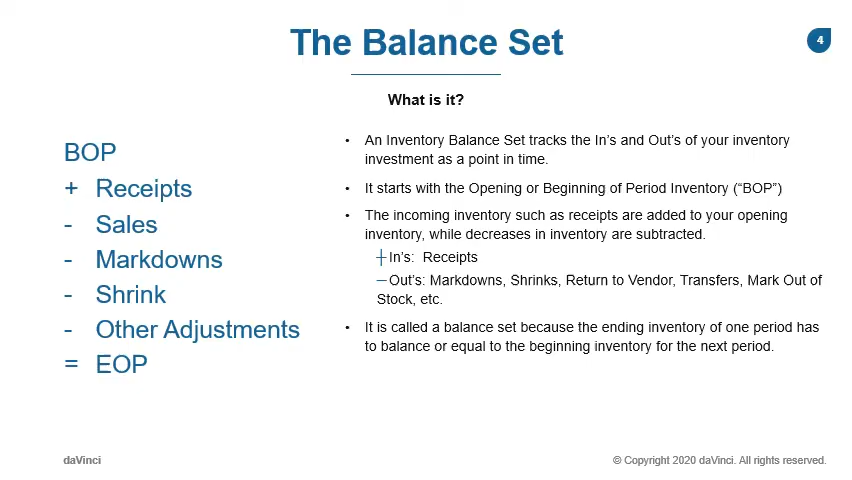 The Balance Set
4
What is it?
BOP
+ Receipts
- Sales
- Markdowns
- Shrink
- Other Adjustments
= EOP
• An Inventory Balance Set tracks the In’s and Out’s of your inventory
investment as a point in time.
• It starts with the Opening or Beginning of Period Inventory (“BOP”)
• The incoming inventory such as receipts are added to your opening
inventory, while decreases in inventory are subtracted.
+ In’s: Receipts
– Out’s: Markdowns, Shrinks, Return to Vendor, Transfers, Mark Out of
Stock, etc.
• It is called a balance set because the ending inventory of one period has
to balance or equal to the beginning inventory for the next period.
daVinci
© Copyright 2020 daVinci. All rights reserved.